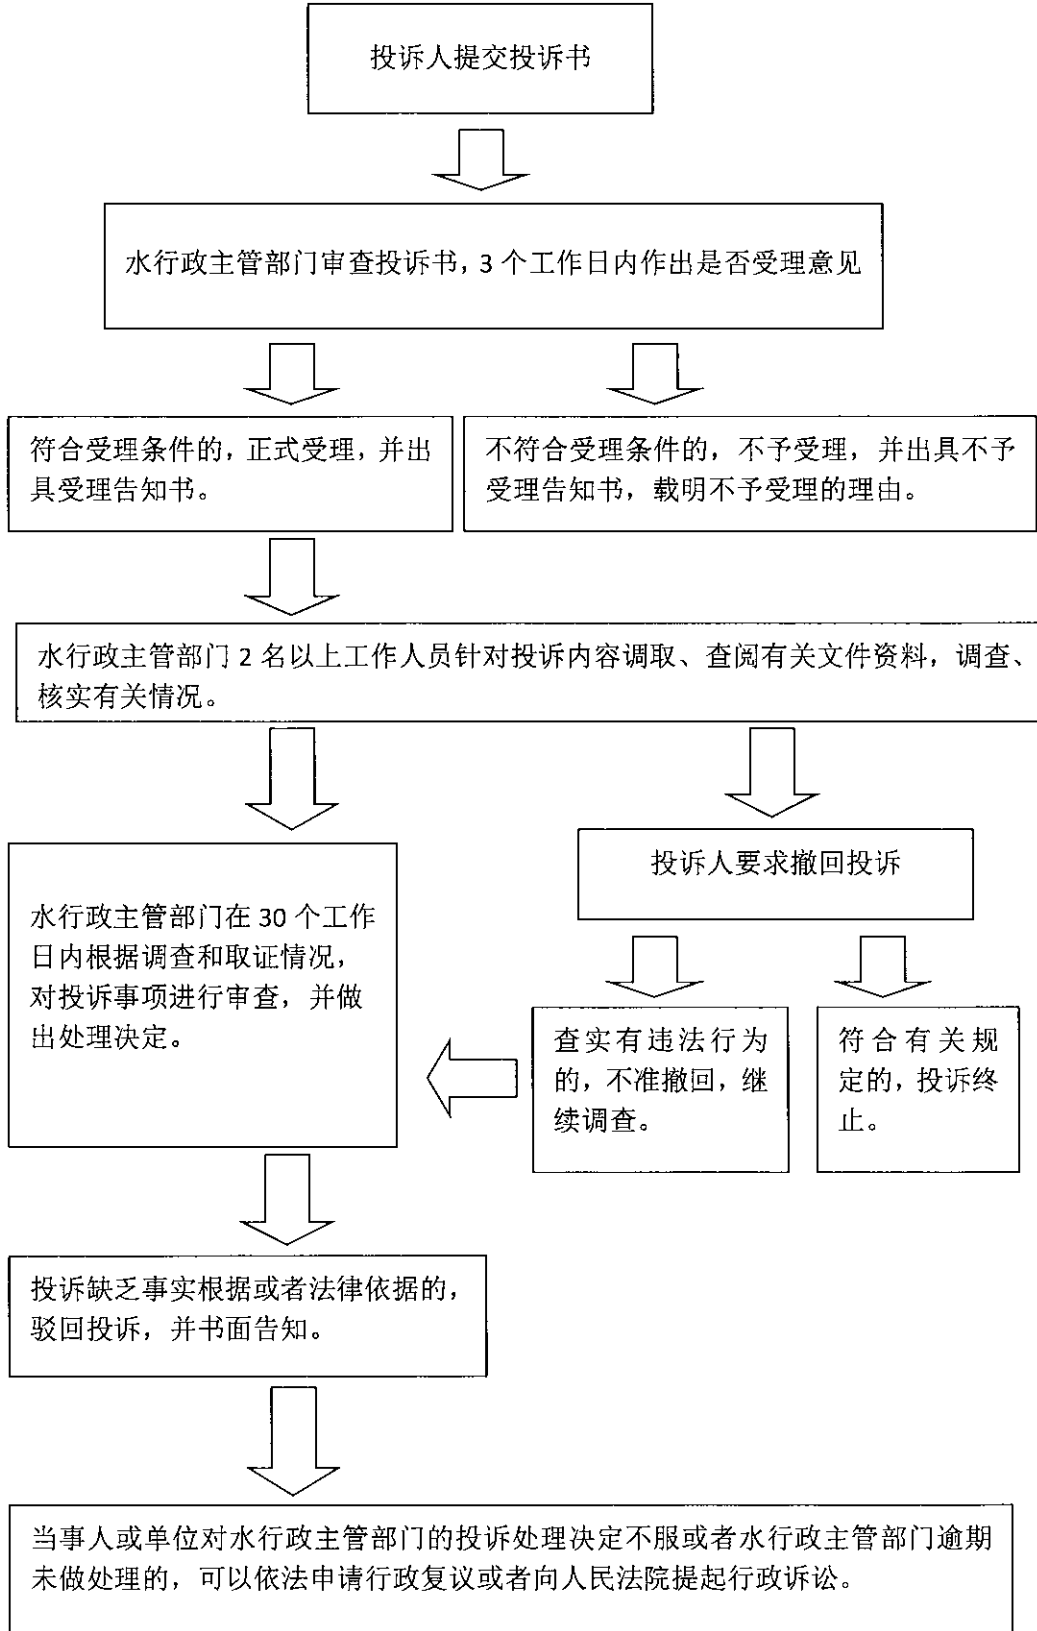 投诉人提交投诉书
水行政主管部门审查投诉书，3 个工作日内作出是否受理意见
符合受理条件的，正式受理，并出
具受理告知书。
不符合受理条件的，不予受理，并出具不予
受理告知书，载明不予受理的理由。
水行政主管部门 2 名以上工作人员针对投诉内容调取、查阅有关文件资料，调查、
核实有关情况。
投诉人要求撤回投诉
水行政主管部门在 30 个工作
日内根据调查和取证情况，
对投诉事项进行审查，并做
出处理决定。
查实有违法行为
的，不准撤回，继
续调查。
符合有关规
定的，投诉终
止。
投诉缺乏事实根据或者法律依据的，
驳回投诉，并书面告知。
当事人或单位对水行政主管部门的投诉处理决定不服或者水行政主管部门逾期
未做处理的，可以依法申请行政复议或者向人民法院提起行政诉讼。